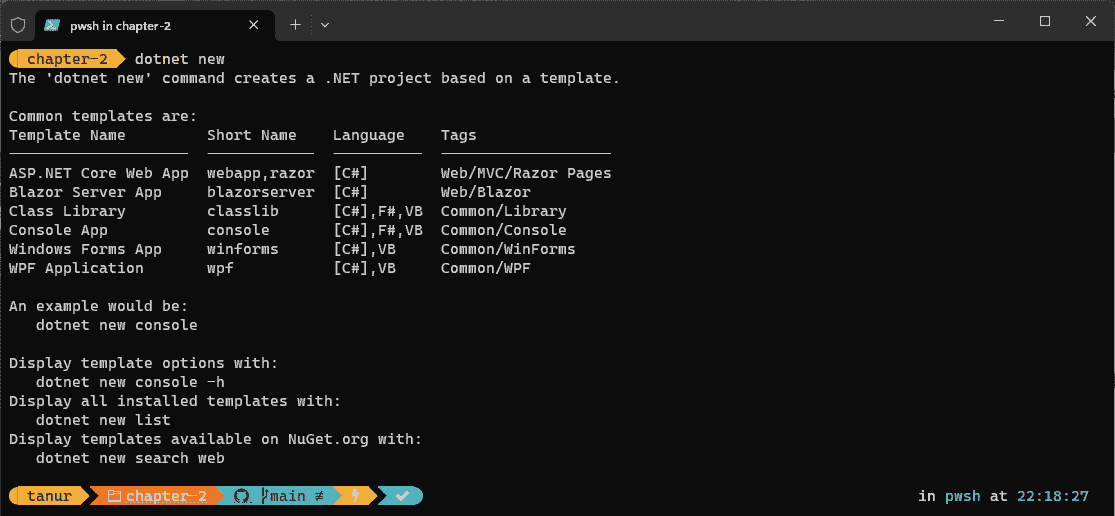 pwsh in chapter-2
chapter-2 dotnet new
The 'dotnet new' command creates a .NET project based on a template.
Common templates are:
Template Name Short Name Language Tags
ASP.NET Core Web App webapp,razor [C#] Web/MVC/Razor Pages
Blazor Server App blazorserver [C#] Web/Blazor
Class Library classlib [C#],F#,VB Common/Library
Console App console [C#],F#,VB Common/Console
Windows Forms App winforms [C#],VB Common/WinForms
WPF Application wpf [C#],VB Common/WPF
An example would be:
dotnet new console
Display template options with:
dotnet new console -h
Display all installed templates with:
dotnet new list
Display templates available on NuGet.org with:
dotnet new search web
tanur chapter-2 main ≢ in pwsh at 22:18:27